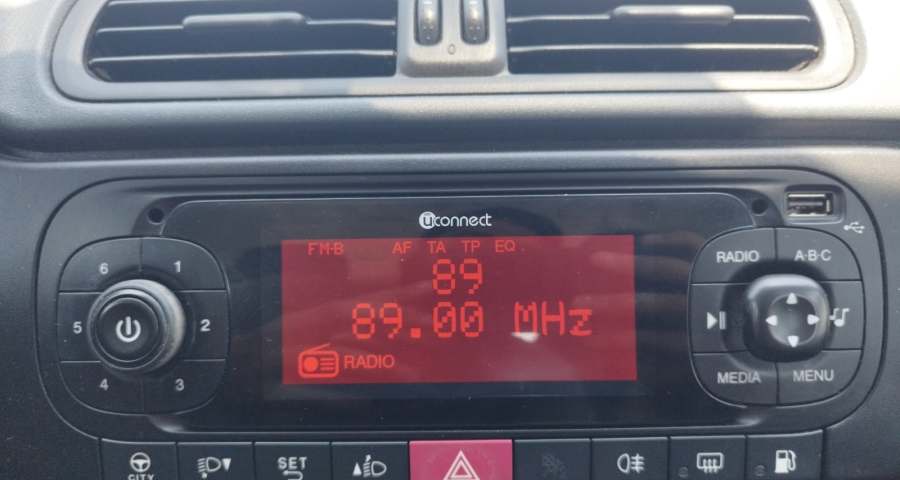 0
uconnect
FM-B AF TA TP EQ
89
89.00 MHz
RADIO
6 1
5 2
4 3
RADIO A·B·C
MEDIA MENU
CITY
SET